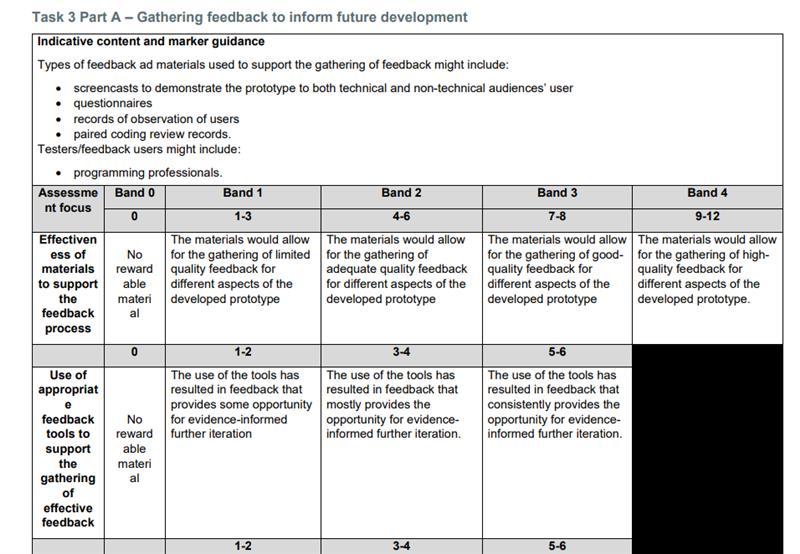 Task 3 Part A – Gathering feedback to inform future development
Indicative content and marker guidance
Types of feedback ad materials used to support the gathering of feedback might include:
• screencasts to demonstrate the prototype to both technical and non-technical audiences' user
• questionnaires
• records of observation of users
• paired coding review records.
Testers/feedback users might include:
• programming professionals.
Assessme
nt focus
Band 0
Band 1
Band 2
Band 3
Band 4
0
1-3
4-6
7-8
9-12
Effectiven
ess of
materials
to support
the
feedback
process
No
reward
able
materi
al
The materials would allow
for the gathering of limited
quality feedback for
different aspects of the
developed prototype
The materials would allow
for the gathering of
adequate quality feedback
for different aspects of the
developed prototype
The materials would allow
for the gathering of good-
quality feedback for
different aspects of the
developed prototype
The materials would allow
for the gathering of high-
quality feedback for
different aspects of the
developed prototype.
0
1-2
3-4
5-6
Use of
appropriat
e
feedback
tools to
support
the
gathering
of
effective
feedback
No
reward
able
materi
al
The use of the tools has
resulted in feedback that
provides some opportunity
for evidence-informed
further iteration
The use of the tools has
resulted in feedback that
mostly provides the
opportunity for evidence-
informed further iteration.
The use of the tools has
resulted in feedback that
consistently provides the
opportunity for evidence-
informed further iteration.
1-2
3-4
5-6